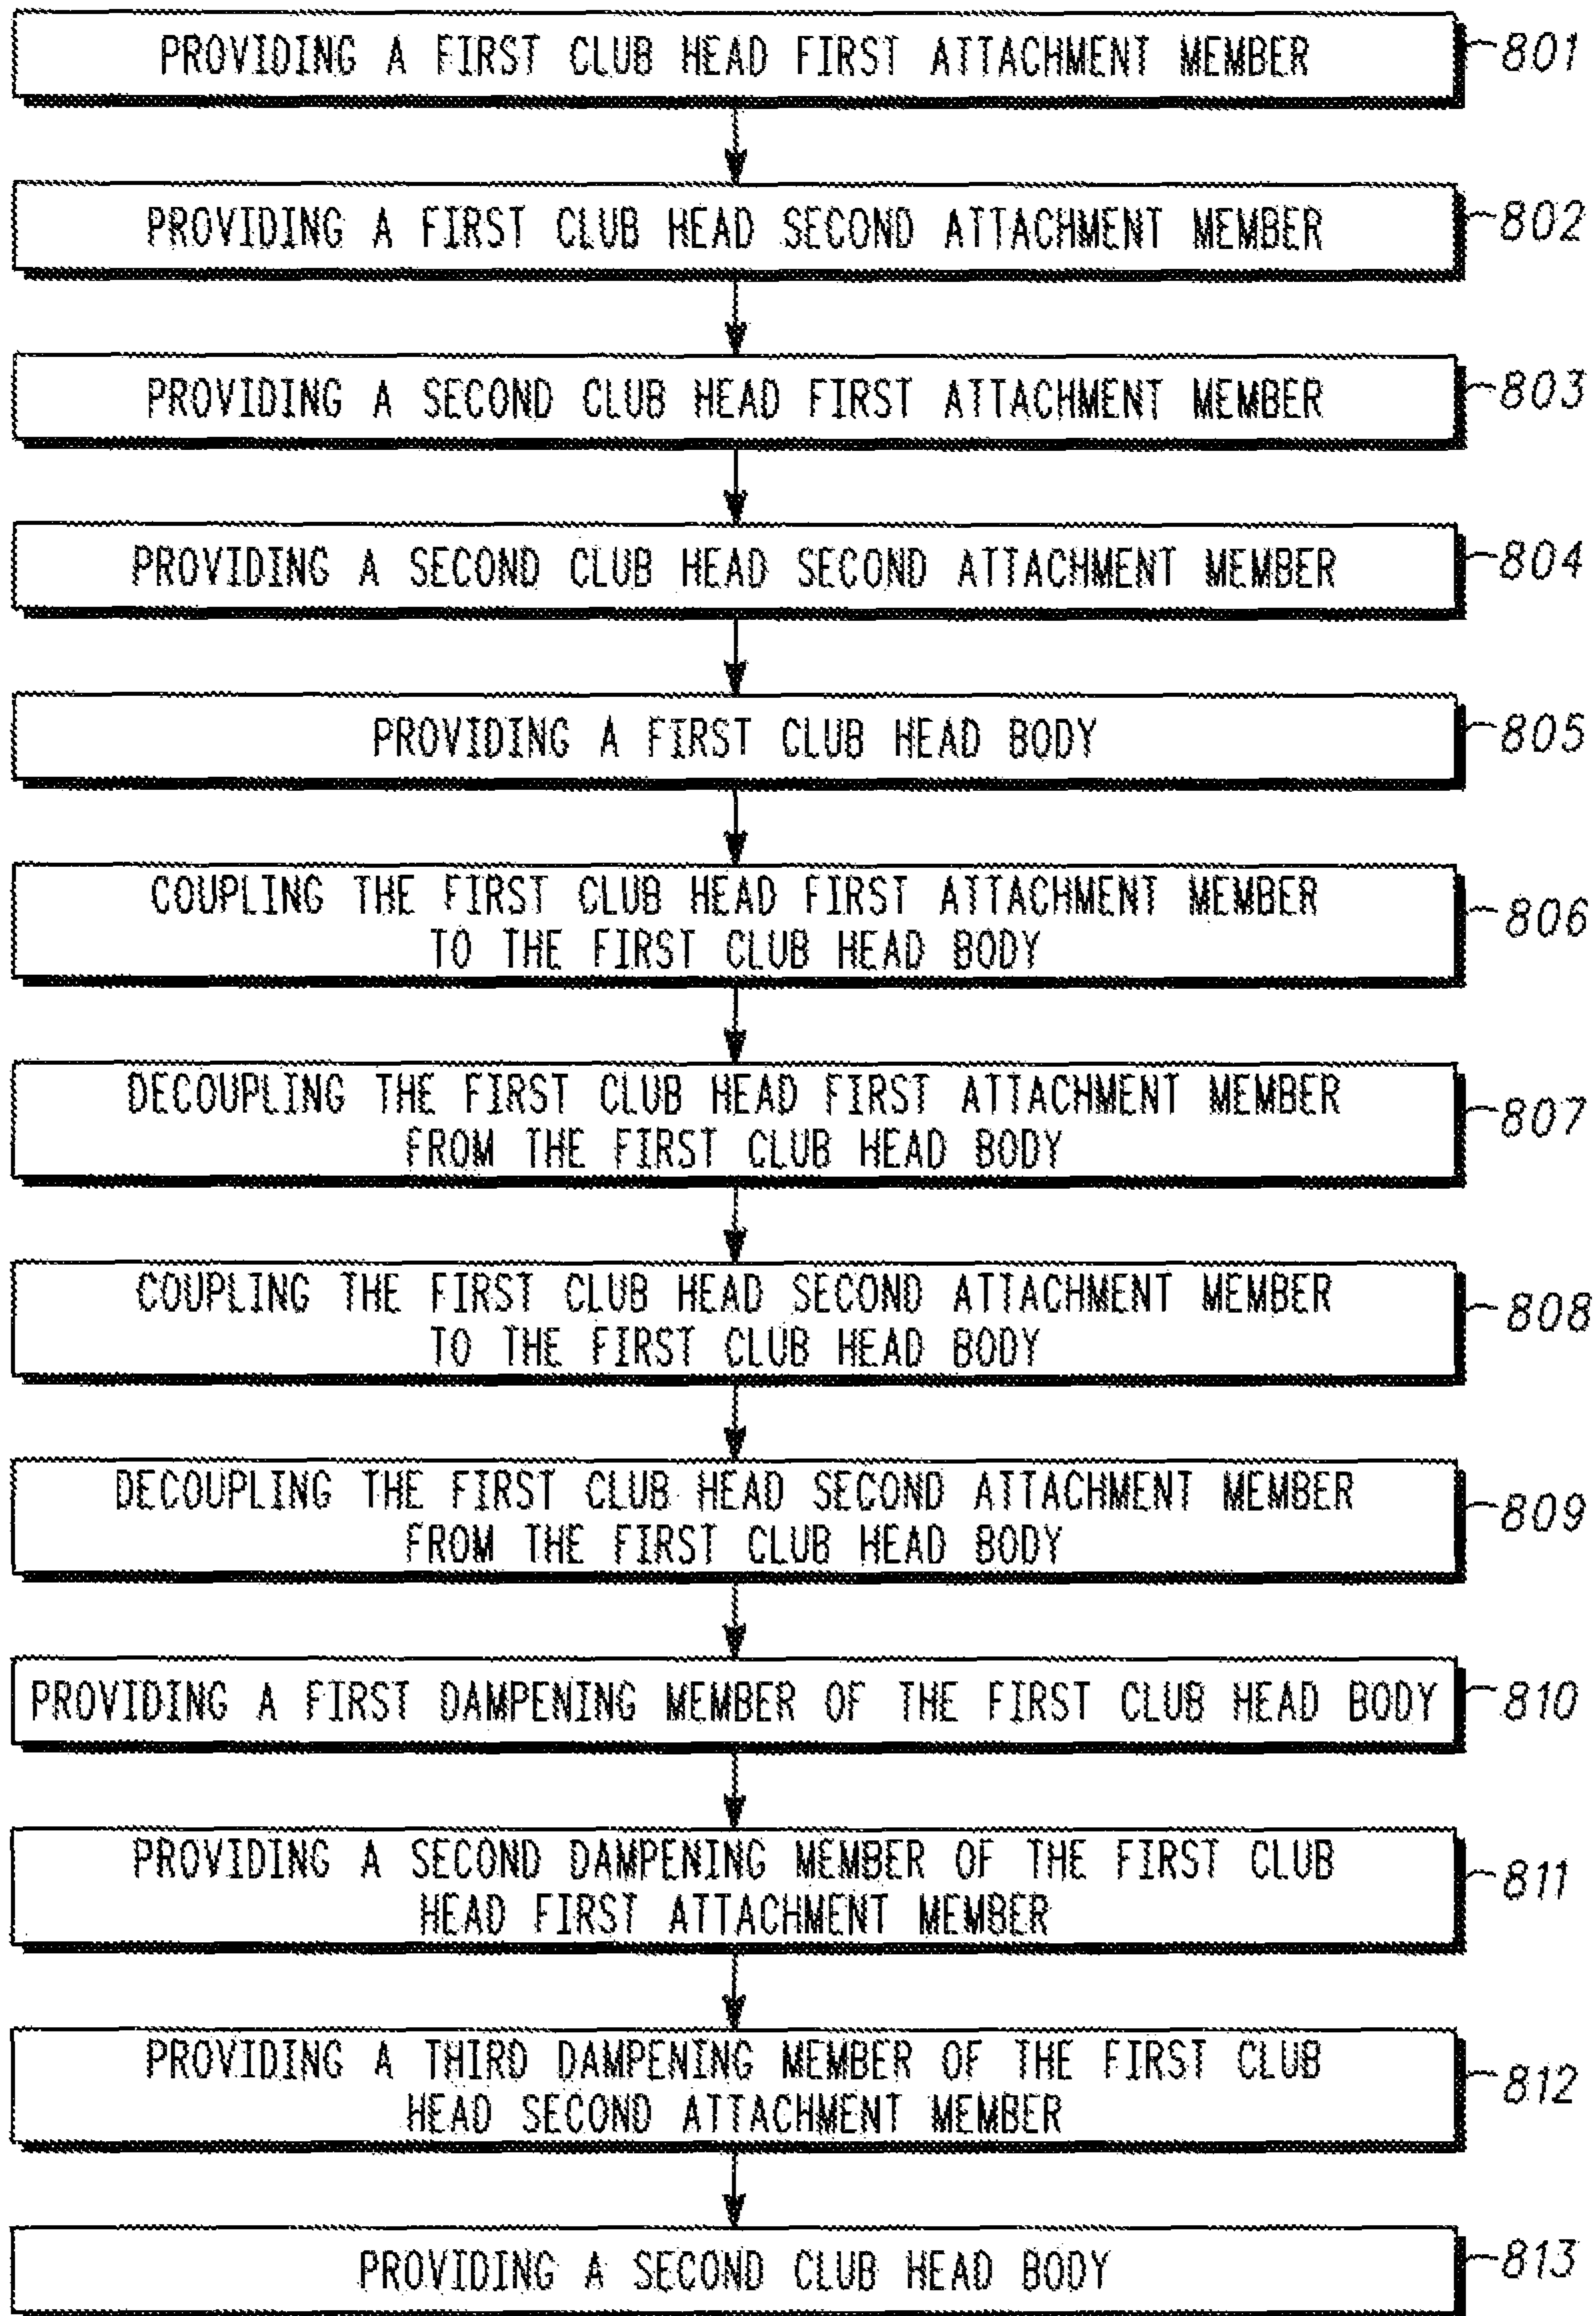 PROVIDING A FIRST CLUB HEAD FIRST ATTACHMENT MEMBER
801
PROVIDING A FIRST CLUB HEAD SECOND ATTACHMENT MEMBER
802
PROVIDING A SECOND CLUB HEAD FIRST ATTACHMENT MEMBER
803
PROVIDING A SECOND CLUB HEAD SECOND ATTACHMENT MEMBER
804
PROVIDING A FIRST CLUB HEAD BODY
805
COUPLING THE FIRST CLUB HEAD FIRST ATTACHMENT MEMBER
TO THE FIRST CLUB HEAD BODY
806
DECOUPLING THE FIRST CLUB HEAD FIRST ATTACHMENT MEMBER
FROM THE FIRST CLUB HEAD BODY
807
COUPLING THE FIRST CLUB HEAD SECOND ATTACHMENT MEMBER
TO THE FIRST CLUB HEAD BODY
808
DECOUPLING THE FIRST CLUB HEAD SECOND ATTACHMENT MEMBER
FROM THE FIRST CLUB HEAD BODY
809
PROVIDING A FIRST DAMPENING MEMBER OF THE FIRST CLUB HEAD BODY
810
PROVIDING A SECOND DAMPENING MEMBER OF THE FIRST CLUB
HEAD FIRST ATTACHMENT MEMBER
811
PROVIDING A THIRD DAMPENING MEMBER OF THE FIRST CLUB
HEAD SECOND ATTACHMENT MEMBER
812
PROVIDING A SECOND CLUB HEAD BODY
813